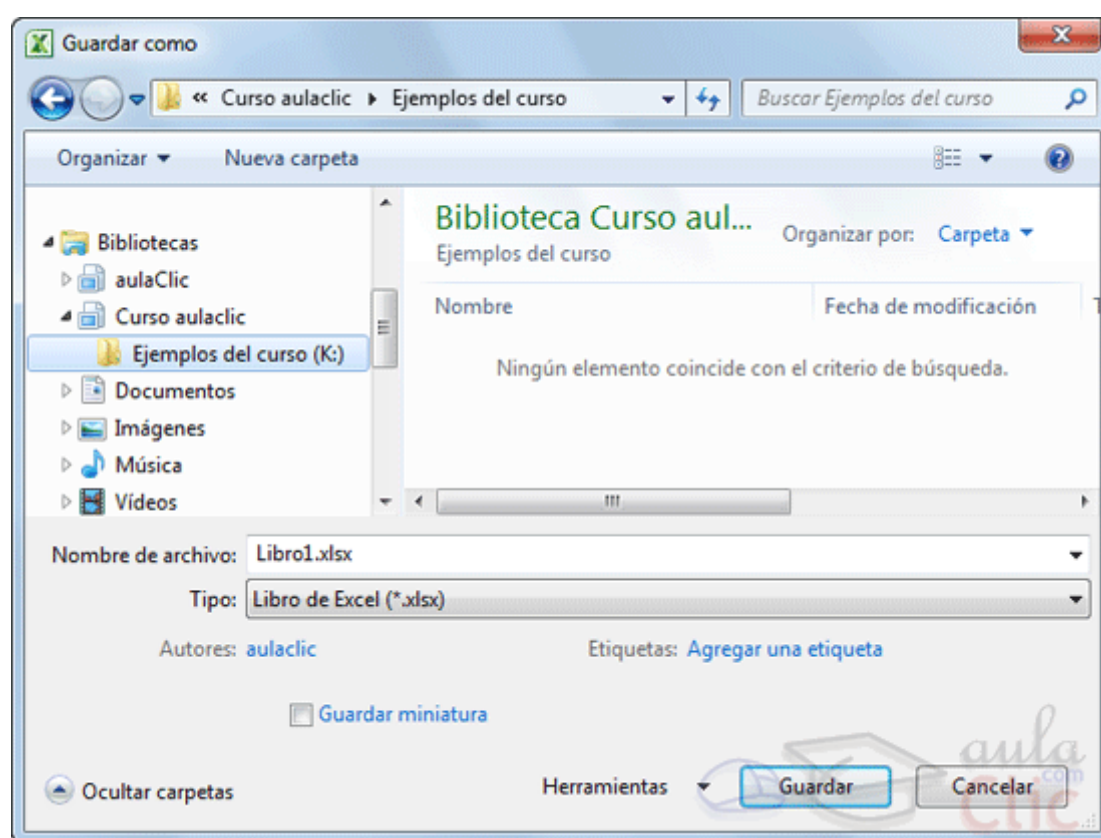 Guardar como
« Curso aulaclic ▸ Ejemplos del curso
Buscar Ejemplos del curso
Organizar
Nueva carpeta
Bibliotecas
aulaClic
Curso aulaclic
Ejemplos del curso (K:)
Documentos
Imágenes
Música
Vídeos
Biblioteca Curso aul...
Ejemplos del curso
Organizar por: Carpeta
Nombre
Fecha de modificación
T
Ningún elemento coincide con el criterio de búsqueda.
Nombre de archivo: Libro1.xlsx
Tipo: Libro de Excel (*.xlsx)
Autores: aulaclic
Etiquetas: Agregar una etiqueta
Guardar miniatura
Ocultar carpetas
Herramientas
Guardar
Cancelar
aula
Clic
.com